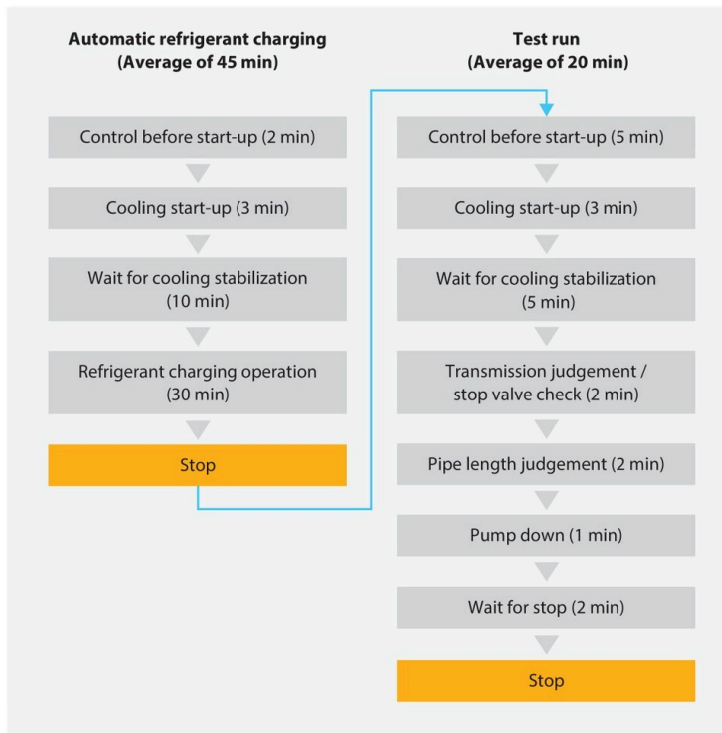 Automatic refrigerant charging
(Average of 45 min)
Control before start-up (2 min)
Cooling start-up (3 min)
Wait for cooling stabilization
(10 min)
Refrigerant charging operation
(30 min)
Stop
Test run
(Average of 20 min)
Control before start-up (5 min)
Cooling start-up (3 min)
Wait for cooling stabilization
(5 min)
Transmission judgement /
stop valve check (2 min)
Pipe length judgement (2 min)
Pump down (1 min)
Wait for stop (2 min)
Stop